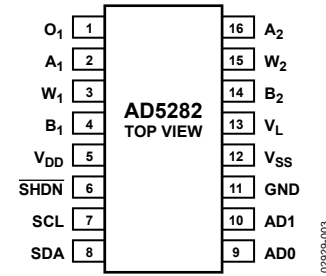 O1 1 16 A2
A1 2 15 W2
W1 3 14 B2
B1 4 AD5282 13 VL
TOP VIEW
VDD 5 12 VSS
SHDN 6 11 GND
SCL 7 10 AD1
SDA 8 9 AD0
02829-003